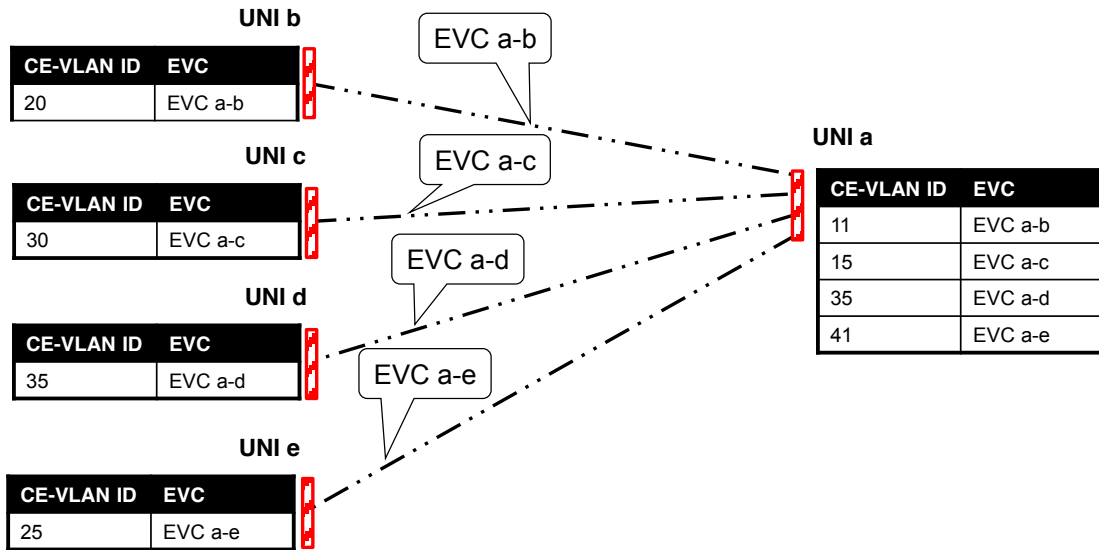 UNI b
CE-VLAN ID EVC
20 EVC a-b
EVC a-b
UNI c
CE-VLAN ID EVC
30 EVC a-c
EVC a-c
UNI d
CE-VLAN ID EVC
35 EVC a-d
EVC a-d
UNI e
CE-VLAN ID EVC
25 EVC a-e
EVC a-e
UNI a
CE-VLAN ID EVC
11 EVC a-b
15 EVC a-c
35 EVC a-d
41 EVC a-e